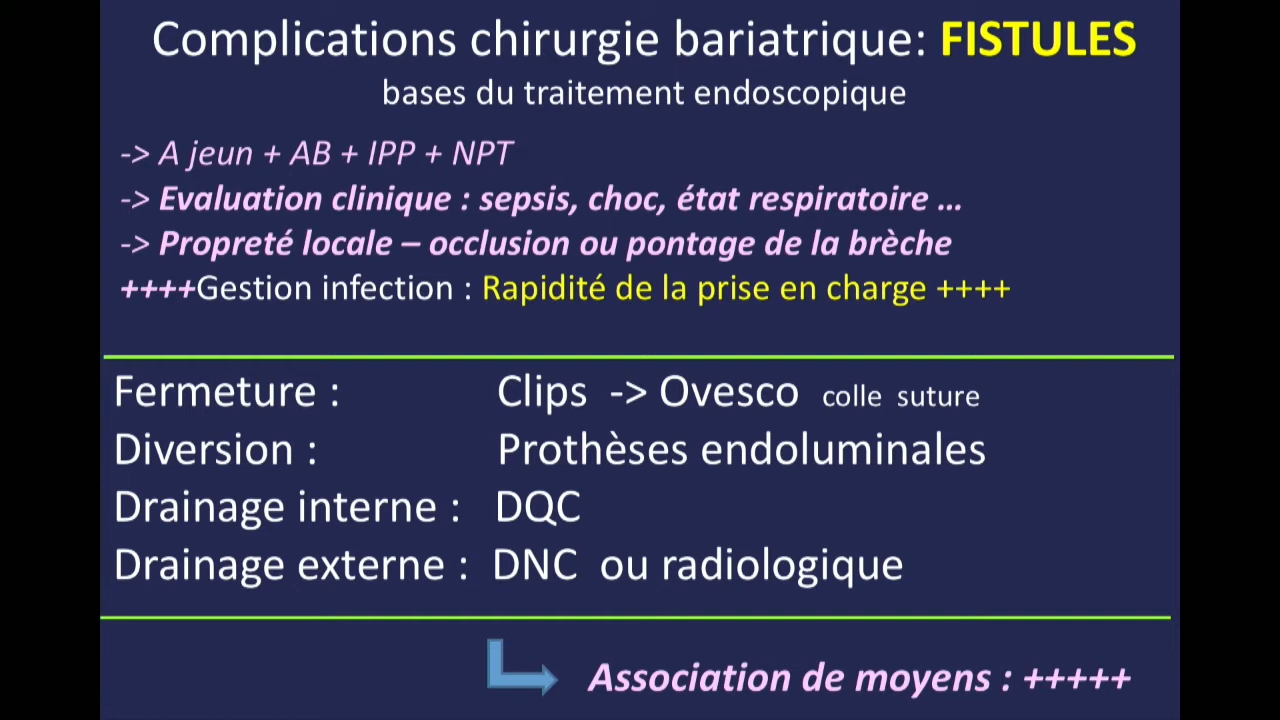 Complications chirurgie bariatrique: FISTULES
bases du traitement endoscopique
-> A jeun + AB + IPP + NPT
-> Evaluation clinique : sepsis, choc, état respiratoire ...
-> Propreté locale – occlusion ou pontage de la brèche
++++Gestion infection : Rapidité de la prise en charge ++++
Fermeture : Clips -> Ovesco colle suture
Diversion : Prothèses endoluminales
Drainage interne : DQC
Drainage externe : DNC ou radiologique
Association de moyens : +++++